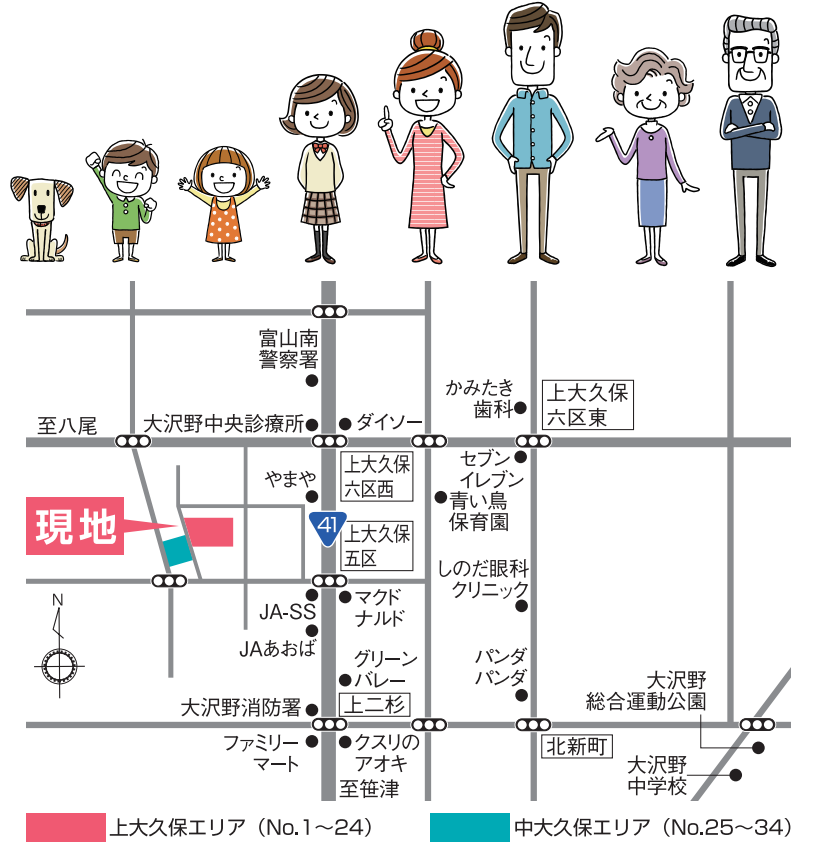 富山南
警察署
かみたき
歯科
上大久保
六区東
至八尾
大沢野中央診療所
ダイソー
やまや
上大久保
六区西
セブン
イレブン
青い鳥
保育園
現地
41
上大久保
五区
しのだ眼科
クリニック
N
JA-SS
マクド
ナルド
JAあおば
グリーン
バレー
パンダ
パンダ
大沢野
総合運動公園
大沢野消防署
上二杉
ファミリー
マート
クスリの
アオキ
北新町
大沢野
中学校
至笹津
上大久保エリア（No.1～24）
中大久保エリア（No.25～34）